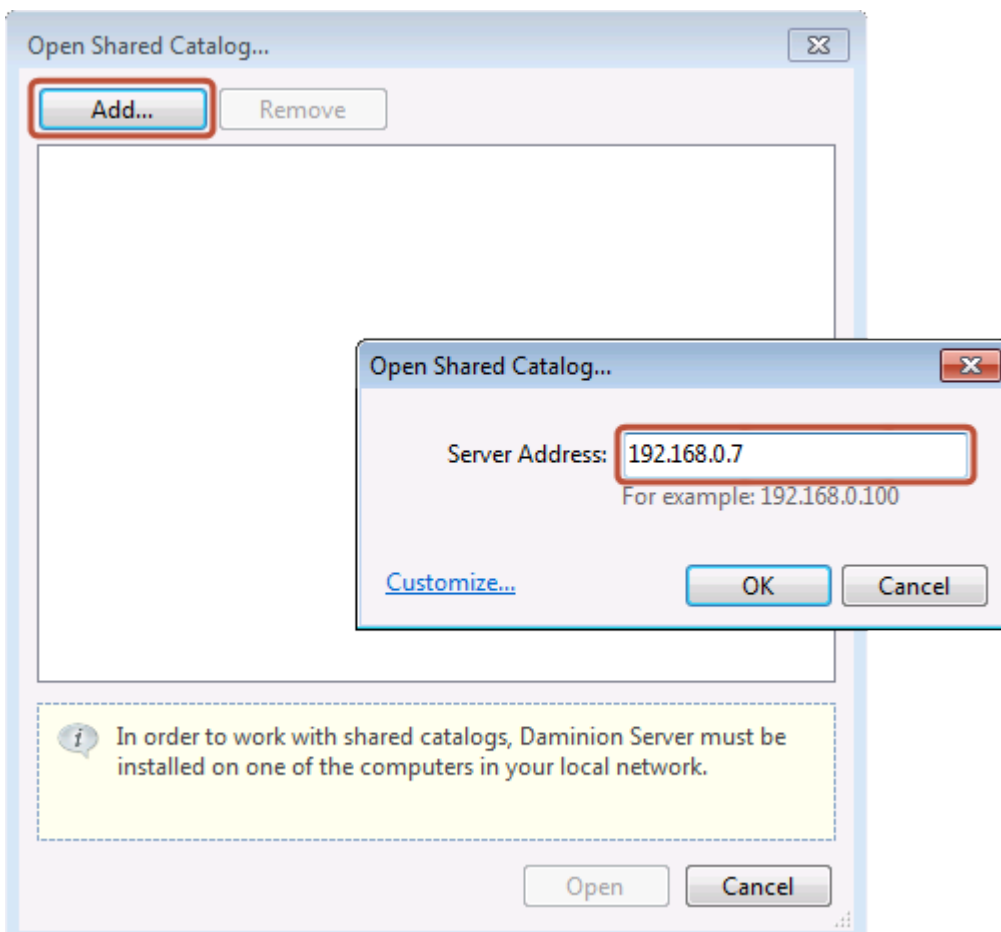 Open Shared Catalog...
Add...
Remove
Open Shared Catalog...
Server Address: 192.168.0.7
For example: 192.168.0.100
Customize...
OK
Cancel
In order to work with shared catalogs, Daminion Server must be
installed on one of the computers in your local network.
Open
Cancel